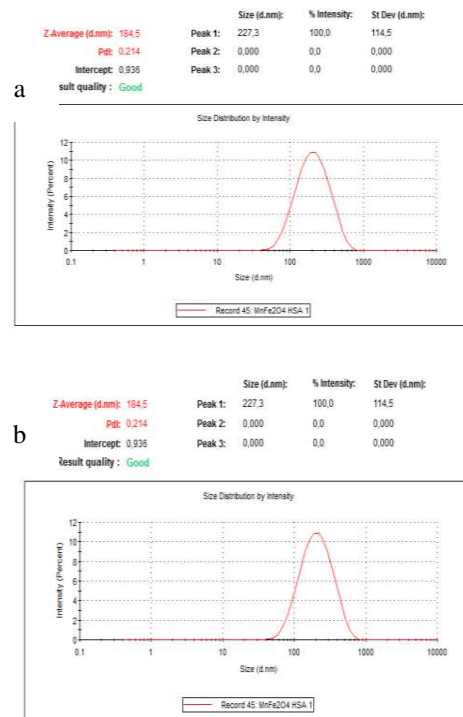 Size (d.nm): % Intensity: St Dev (d.nm):
Z-Average (d.nm): 184,5 Peak 1: 227,3 100,0 114,5
PdI: 0,214 Peak 2: 0,000 0,0 0,000
Intercept: 0,936 Peak 3: 0,000 0,0 0,000
a
sult quality : Good
Size Distribution by Intensity
Intensity (Percent)
12
10
8
6
4
2
0
0.1 1 10 100 1000 10000
Size (d.nm)
Record 45: MnFe2O4 HSA 1
Size (d.nm): % Intensity: St Dev (d.nm):
Z-Average (d.nm): 184,5 Peak 1: 227,3 100,0 114,5
b
PdI: 0,214 Peak 2: 0,000 0,0 0,000
Intercept: 0,936 Peak 3: 0,000 0,0 0,000
Result quality : Good
Size Distribution by Intensity
Intensity (Percent)
12
10
8
6
4
2
0
0.1 1 10 100 1000 10000
Size (d.nm)
Record 45: MnFe2O4 HSA 1